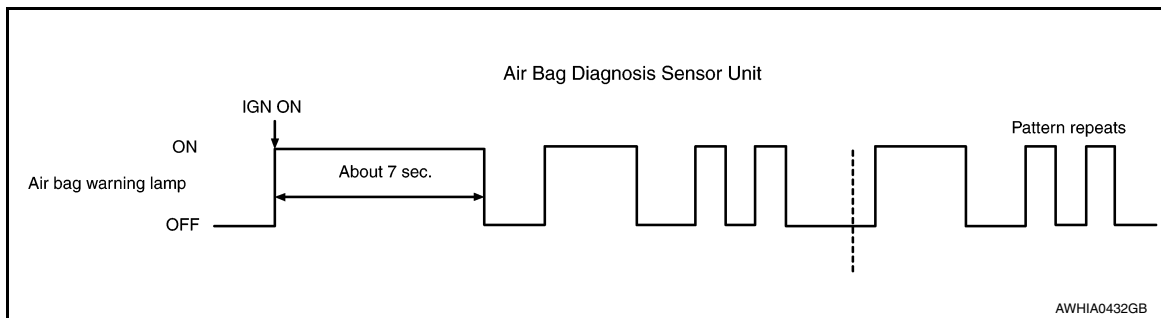 Air Bag Diagnosis Sensor Unit
IGN ON
Pattern repeats
ON
About 7 sec.
Air bag warning lamp
OFF
AWHIA0432GB